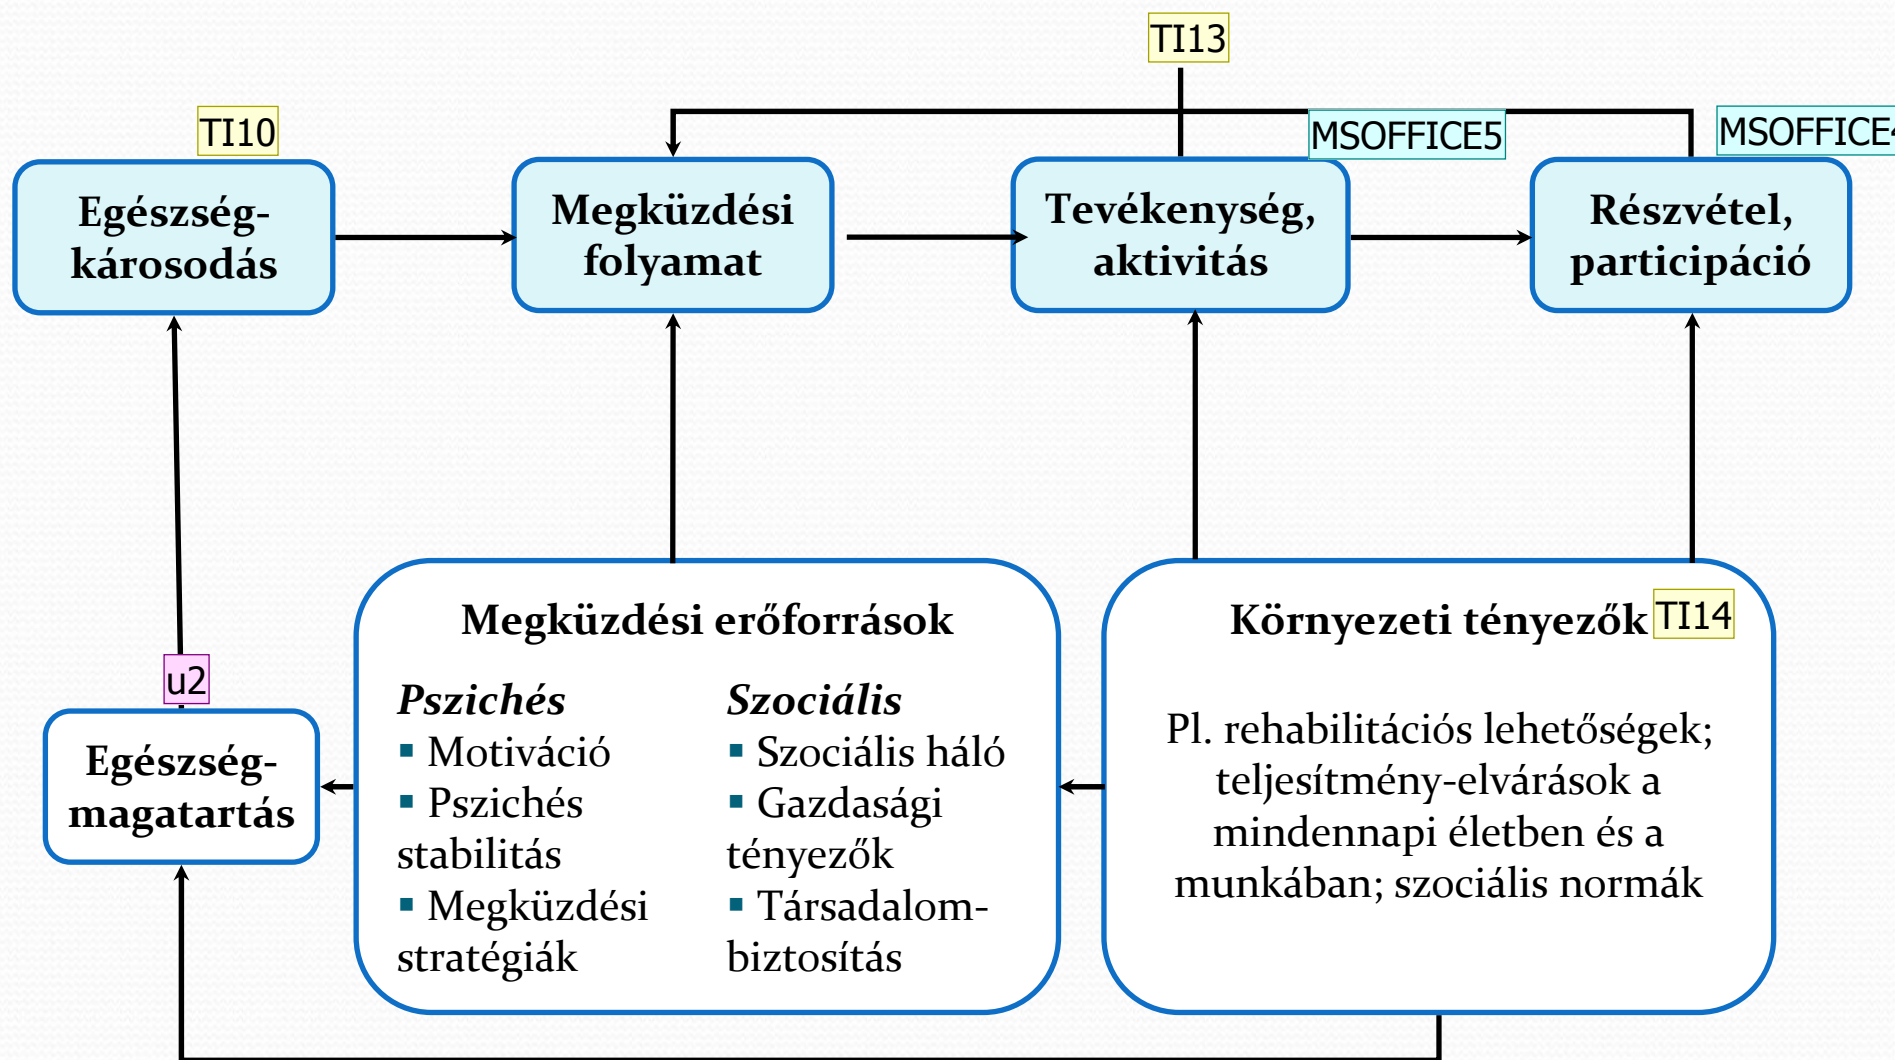 TI13
TI10
MSOFFICE5
MSOFFICE4
Egészség-
károsodás
Megküzdési
folyamat
Tevékenység,
aktivitás
Részvétel,
participáció
u2
Egészség-
magatartás
Megküzdési erőforrások
Pszichés
▪ Motiváció
▪ Pszichés
stabilitás
▪ Megküzdési
stratégiák
Szociális
▪ Szociális háló
▪ Gazdasági
tényezők
▪ Társadalom-
biztosítás
Környezeti tényezők TI14
Pl. rehabilitációs lehetőségek;
teljesítmény-elvárások a
mindennapi életben és a
munkában; szociális normák